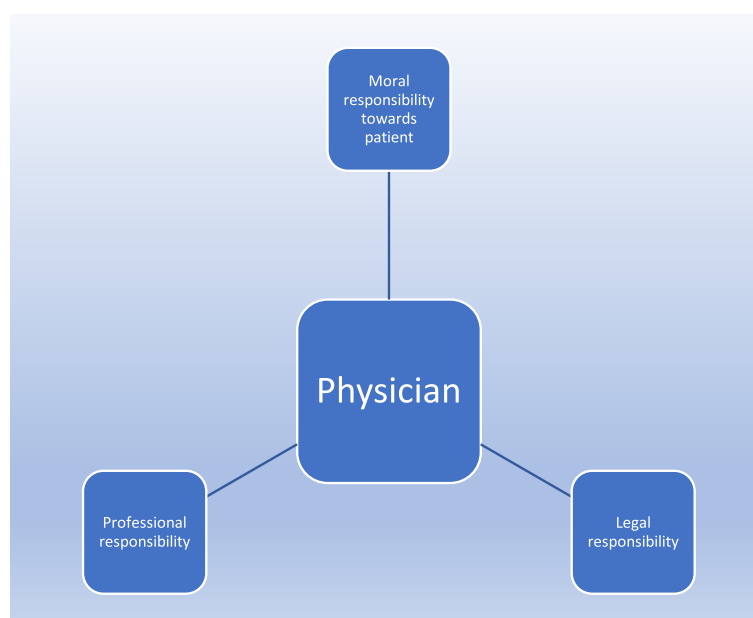 Moral
responsibility
towards
patient
Physician
Professional
responsibility
Legal
responsibility